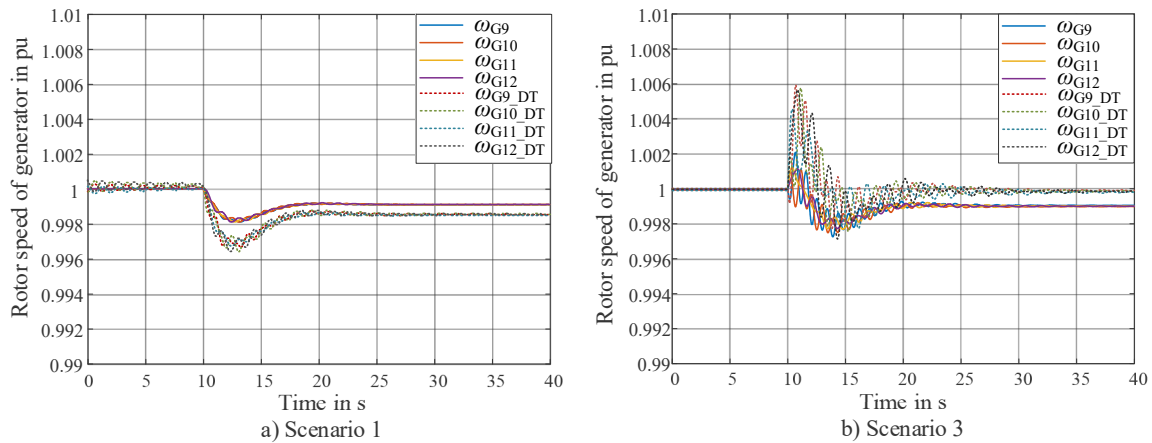 1.01
1.008
1.006
1.004
1.002
1
0.998
0.996
0.994
0.992
0.99
Rotor speed of generator in pu
ωG9
ωG10
ωG11
ωG12
ωG9_DT
ωG10_DT
ωG11_DT
ωG12_DT
0 5 10 15 20 25 30 35 40
Time in s
a) Scenario 1
1.01
1.008
1.006
1.004
1.002
1
0.998
0.996
0.994
0.992
0.99
Rotor speed of generator in pu
ωG9
ωG10
ωG11
ωG12
ωG9_DT
ωG10_DT
ωG11_DT
ωG12_DT
0 5 10 15 20 25 30 35 40
Time in s
b) Scenario 3